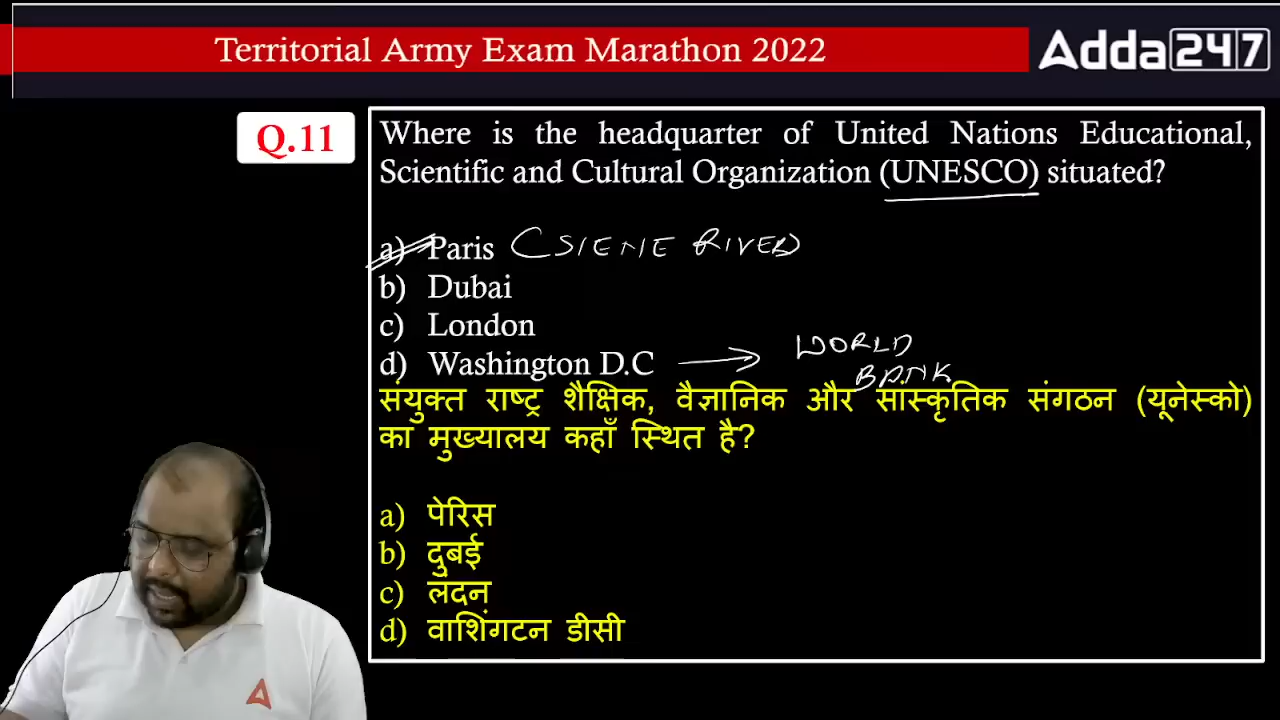 Territorial Army Exam Marathon 2022
Adda247
Q.11
Where is the headquarter of United Nations Educational,
Scientific and Cultural Organization (UNESCO) situated?
a) Paris (SIENE RIVER)
b) Dubai
c) London
d) Washington D.C → WORLD
BANK
संयुक्त राष्ट्र शैक्षिक, वैज्ञानिक और सांस्कृतिक संगठन (यूनेस्को)
का मुख्यालय कहाँ स्थित है?
a) पेरिस
b) दुबई
c) लंदन
d) वाशिंगटन डीसी